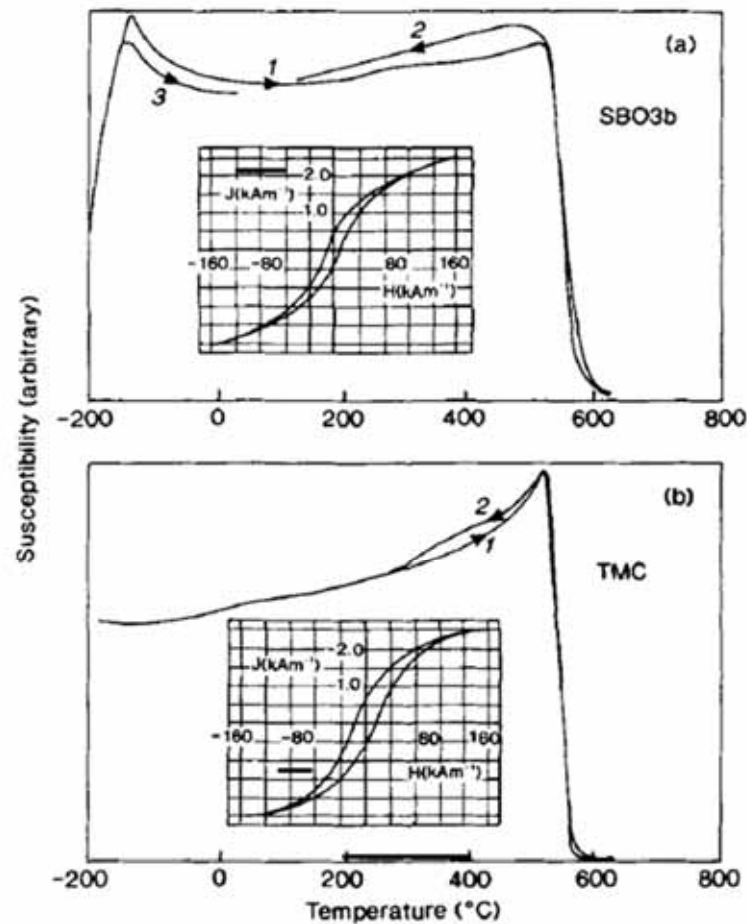 (a)
2
1
3
SBO3b
2.0
J(kAm⁻¹)
1.0
-160 -80 80 160
H(kAm⁻¹)
-200 0 200 400 600 800
Susceptibility (arbitrary)
(b)
2
1
TMC
-2.0
J(kAm⁻¹)
-1.0
-160 -80 80 160
H(kAm⁻¹)
-200 0 200 400 600 800
Temperature (°C)